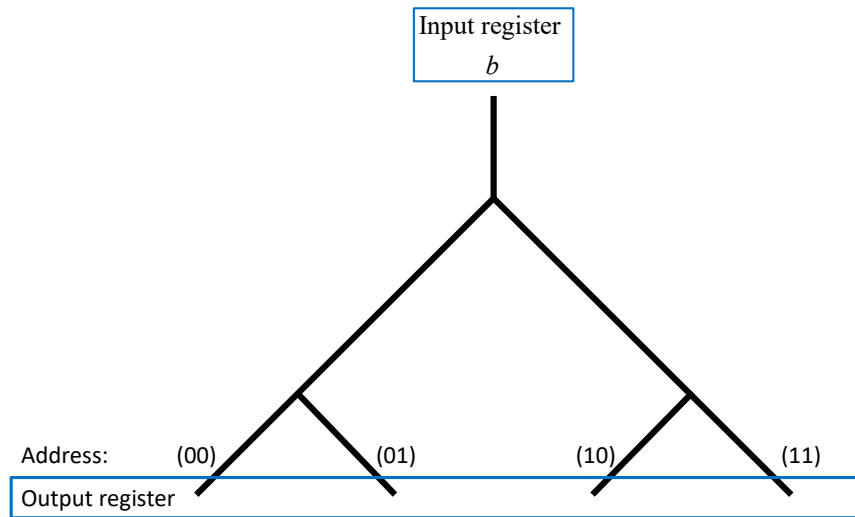 Input register
b
Address: (00) (01) (10) (11)
Output register